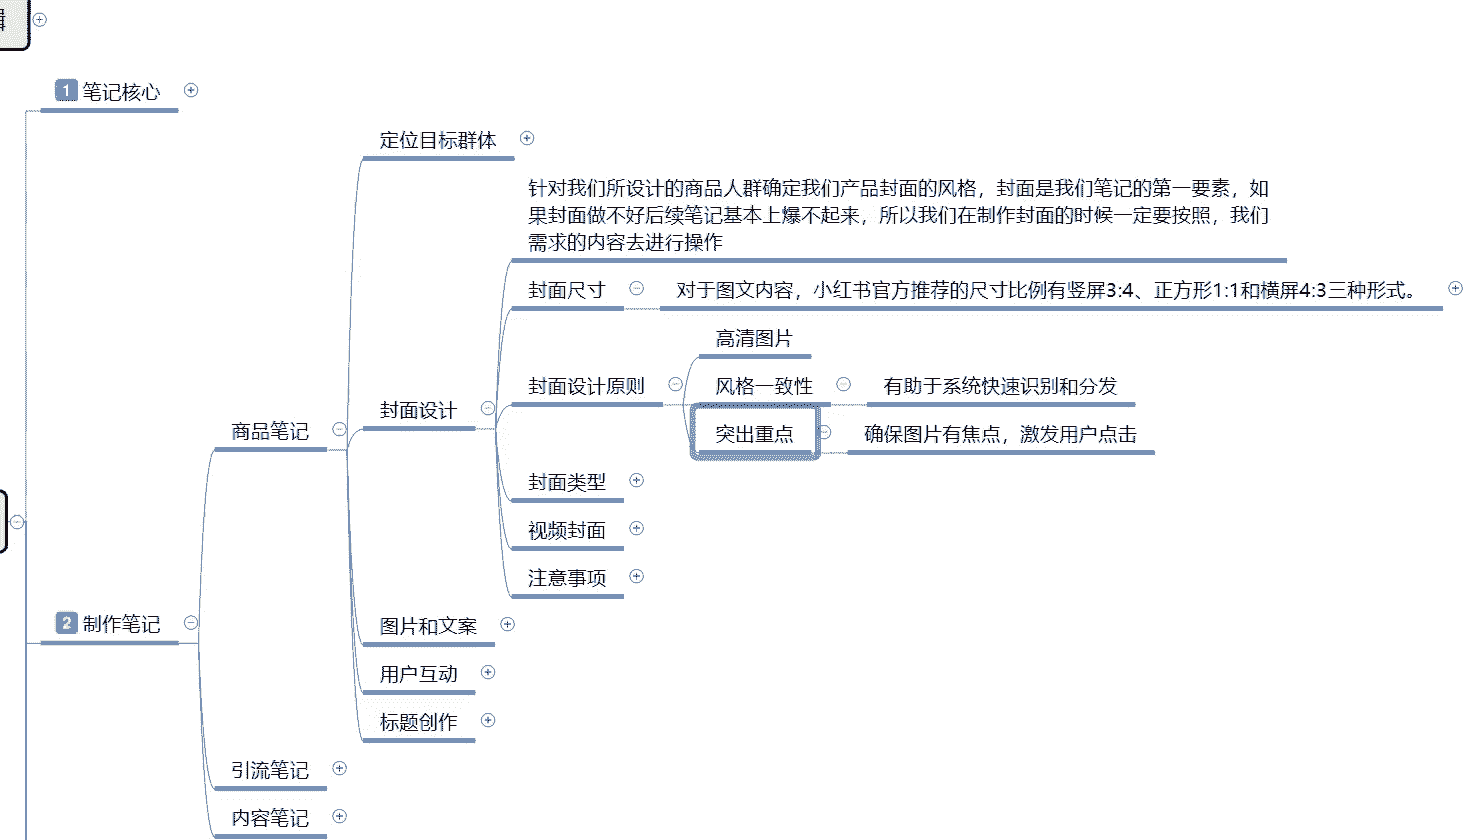 1 笔记核心
定位目标群体
针对我们所设计的商品人群确定我们产品封面的风格，封面是我们笔记的第一要素，如
果封面做不好后续笔记基本上爆不起来，所以我们在制作封面的时候一定要按照，我们
需求的内容去进行操作
封面尺寸
对于图文内容，小红书官方推荐的尺寸比例有竖屏3:4、正方形1:1和横屏4:3三种形式。
高清图片
封面设计原则
风格一致性
有助于系统快速识别和分发
封面设计
商品笔记
突出重点
确保图片有焦点，激发用户点击
封面类型
视频封面
注意事项
2 制作笔记
图片和文案
用户互动
标题创作
引流笔记
内容笔记